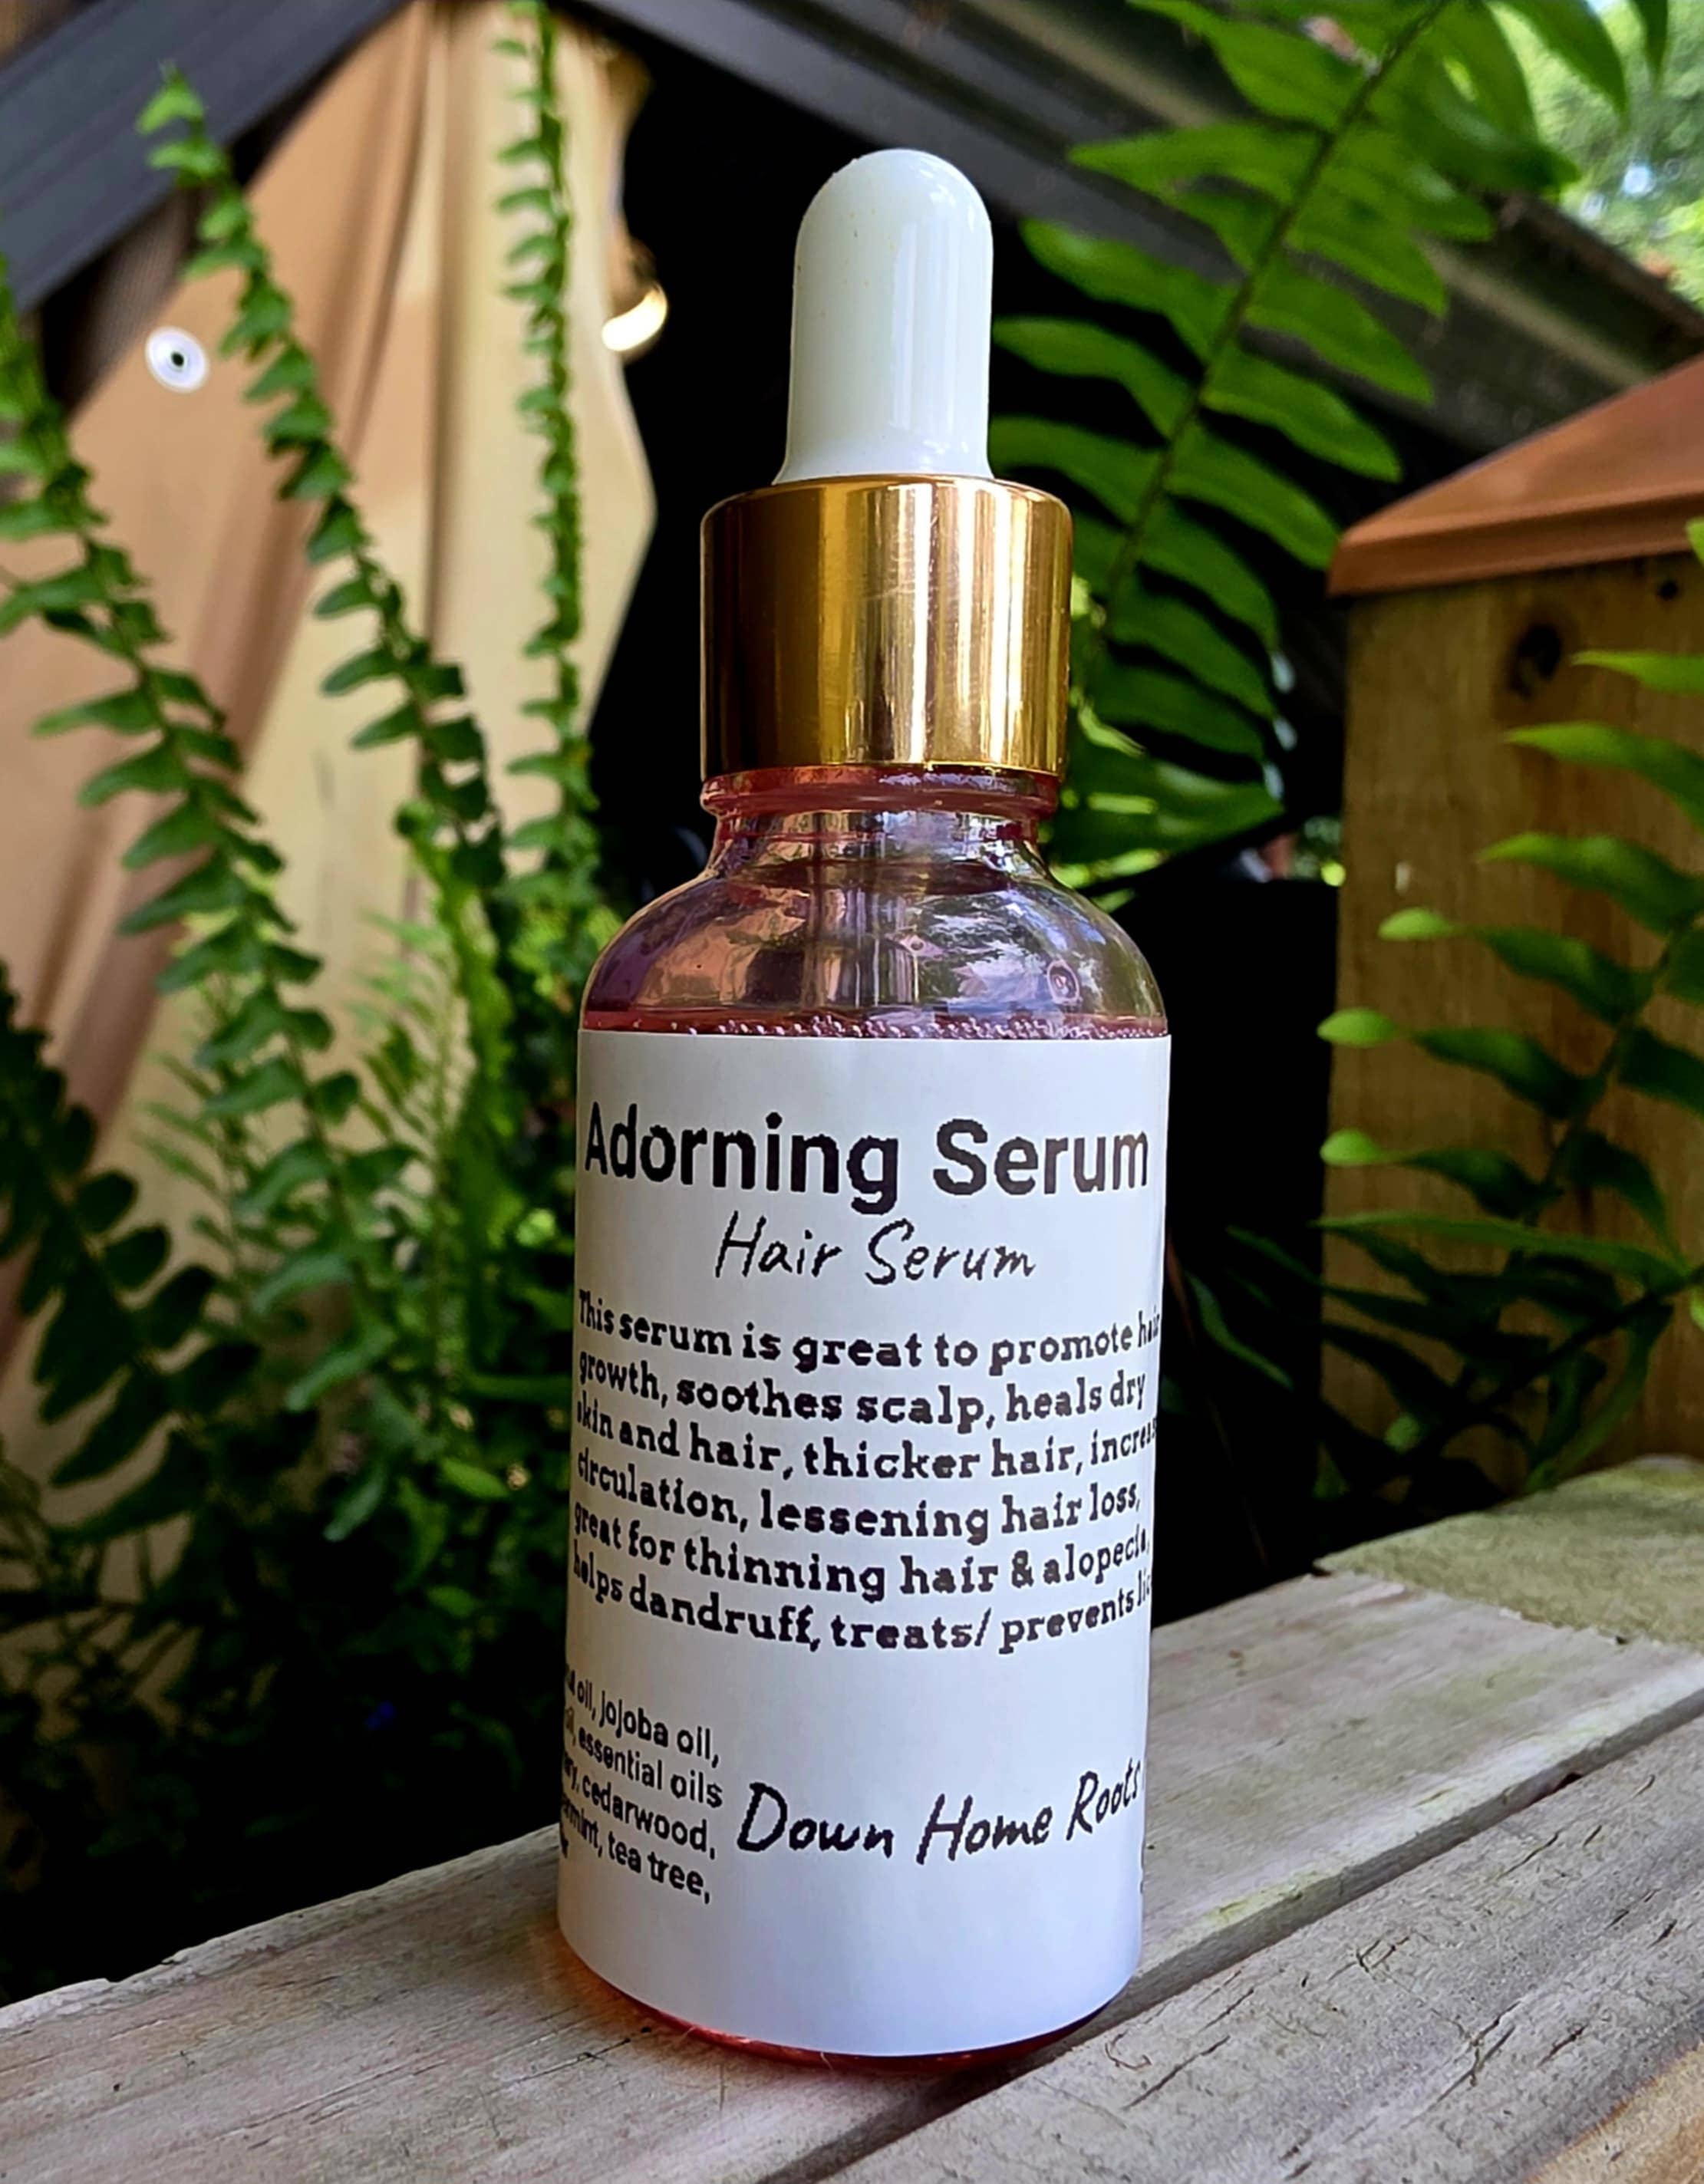 Adorning Serum
Hair Serum
This serum is great to promote hair
growth, soothes scalp, heals dry
skin and hair, thicker hair,
circulation, lessening hair loss,
great for thinning hair & alopecia,
helps dandruff, treats/ prevents
oil, jojoba oil,
essential oils
cedarwood,
tea tree,
Down Home Roots